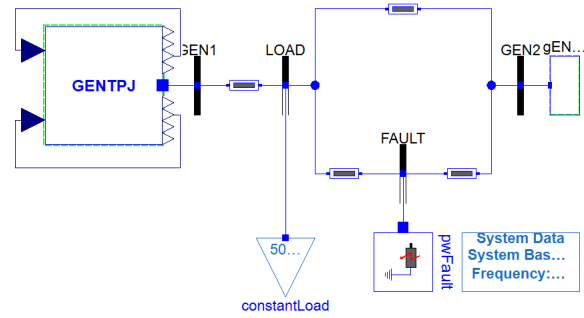 GEN1
LOAD
GEN2
gEN...
GENTPJ
FAULT
50...
pwFault
System Data
System Bas...
Frequency:...
constantLoad